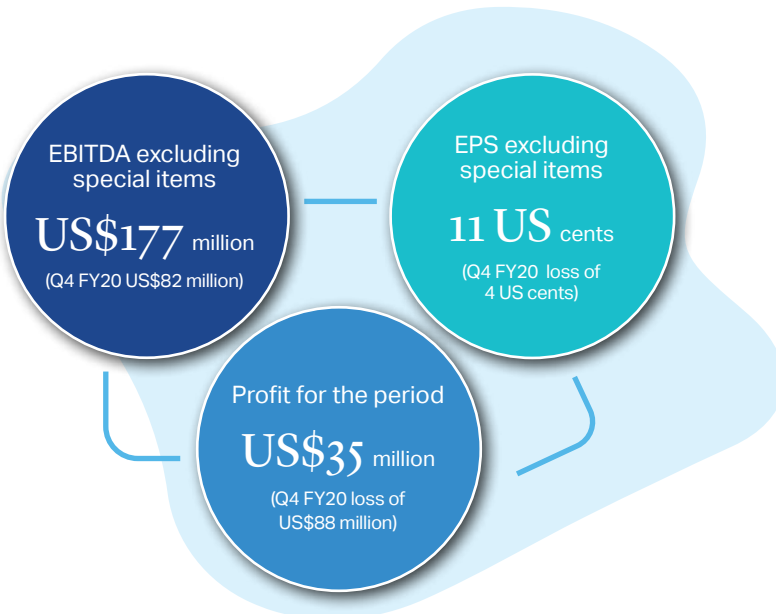 EBITDA excluding
special items
US$177 million
(Q4 FY20 US$82 million)
EPS excluding
special items
11 US cents
(Q4 FY20 loss of
4 US cents)
Profit for the period
US$35 million
(Q4 FY20 loss of
US$88 million)